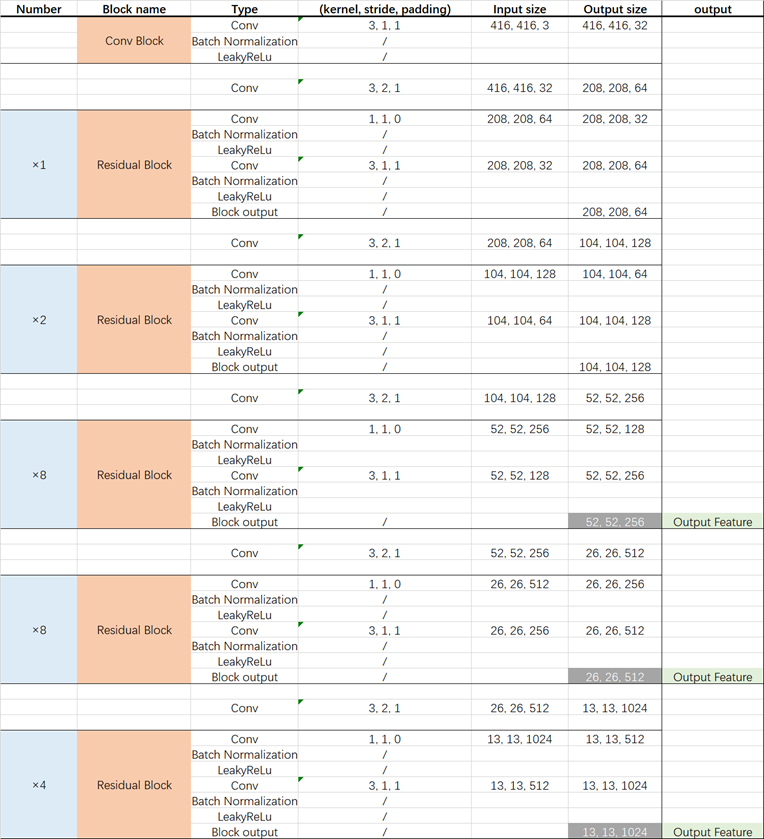 Number Block name Type (kernel, stride, padding) Input size Output size output
Conv 3, 1, 1 416, 416, 3 416, 416, 32
Conv Block Batch Normalization /
LeakyReLu /
Conv 3, 2, 1 416, 416, 32 208, 208, 64
Conv 1, 1, 0 208, 208, 64 208, 208, 32
Batch Normalization /
LeakyReLu /
×1 Residual Block Conv 3, 1, 1 208, 208, 32 208, 208, 64
Batch Normalization /
LeakyReLu /
Block output / 208, 208, 64
Conv 3, 2, 1 208, 208, 64 104, 104, 128
Conv 1, 1, 0 104, 104, 128 104, 104, 64
Batch Normalization /
LeakyReLu /
×2 Residual Block Conv 3, 1, 1 104, 104, 64 104, 104, 128
Batch Normalization /
LeakyReLu /
Block output / 104, 104, 128
Conv 3, 2, 1 104, 104, 128 52, 52, 256
Conv 1, 1, 0 52, 52, 256 52, 52, 128
Batch Normalization
LeakyReLu
×8 Residual Block Conv 3, 1, 1 52, 52, 128 52, 52, 256
Batch Normalization
LeakyReLu
Block output / 52, 52, 256 Output Feature
Conv 3, 2, 1 52, 52, 256 26, 26, 512
Conv 1, 1, 0 26, 26, 512 26, 26, 256
Batch Normalization /
LeakyReLu /
×8 Residual Block Conv 3, 1, 1 26, 26, 256 26, 26, 512
Batch Normalization /
LeakyReLu /
Block output / 26, 26, 512 Output Feature
Conv 3, 2, 1 26, 26, 512 13, 13, 1024
Conv 1, 1, 0 13, 13, 1024 13, 13, 512
Batch Normalization /
LeakyReLu /
×4 Residual Block Conv 3, 1, 1 13, 13, 512 13, 13, 1024
Batch Normalization /
LeakyReLu /
Block output / 13, 13, 1024 Output Feature